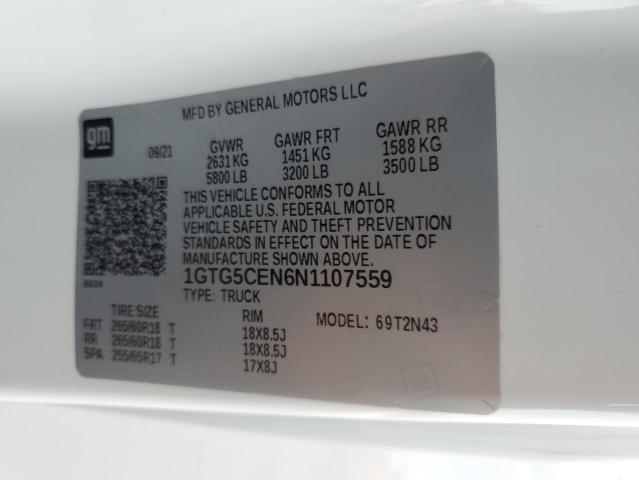 MFD BY GENERAL MOTORS LLC
gm
09/21
GVWR GAWR FRT GAWR RR
2631 KG 1451 KG 1588 KG
5800 LB 3200 LB 3500 LB
THIS VEHICLE CONFORMS TO ALL
APPLICABLE U.S. FEDERAL MOTOR
VEHICLE SAFETY AND THEFT PREVENTION
STANDARDS IN EFFECT ON THE DATE OF
MANUFACTURE SHOWN ABOVE.
1GTG5CEN6N1107559
TYPE: TRUCK
TIRE SIZE RIM MODEL: 69T2N43
FRT 265/60R18 T 18X8.5J
RR 265/60R18 T 18X8.5J
SPA 255/65R17 T 17X8J